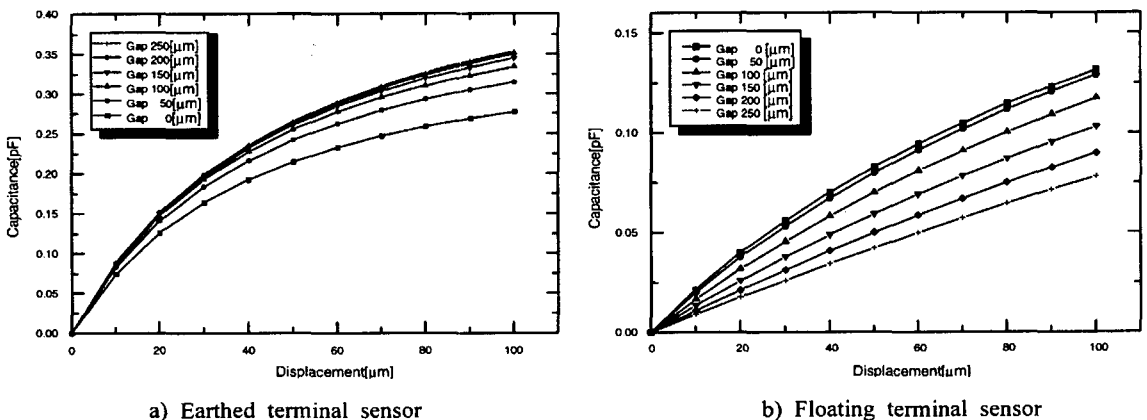 Gap 250[μm]
Gap 200[μm]
Gap 150[μm]
Gap 100[μm]
Gap 50[μm]
Gap 0[μm]
0.40
0.35
0.30
0.25
0.20
0.15
0.10
0.05
0.00
Capacitance[pF]
0 20 40 60 80 100
Displacement[μm]
a) Earthed terminal sensor
Gap 0 [μm]
Gap 50 [μm]
Gap 100 [μm]
Gap 150 [μm]
Gap 200 [μm]
Gap 250 [μm]
0.15
0.10
0.05
0.00
Capacitance[pF]
0 20 40 60 80 100
Displacement[μm]
b) Floating terminal sensor